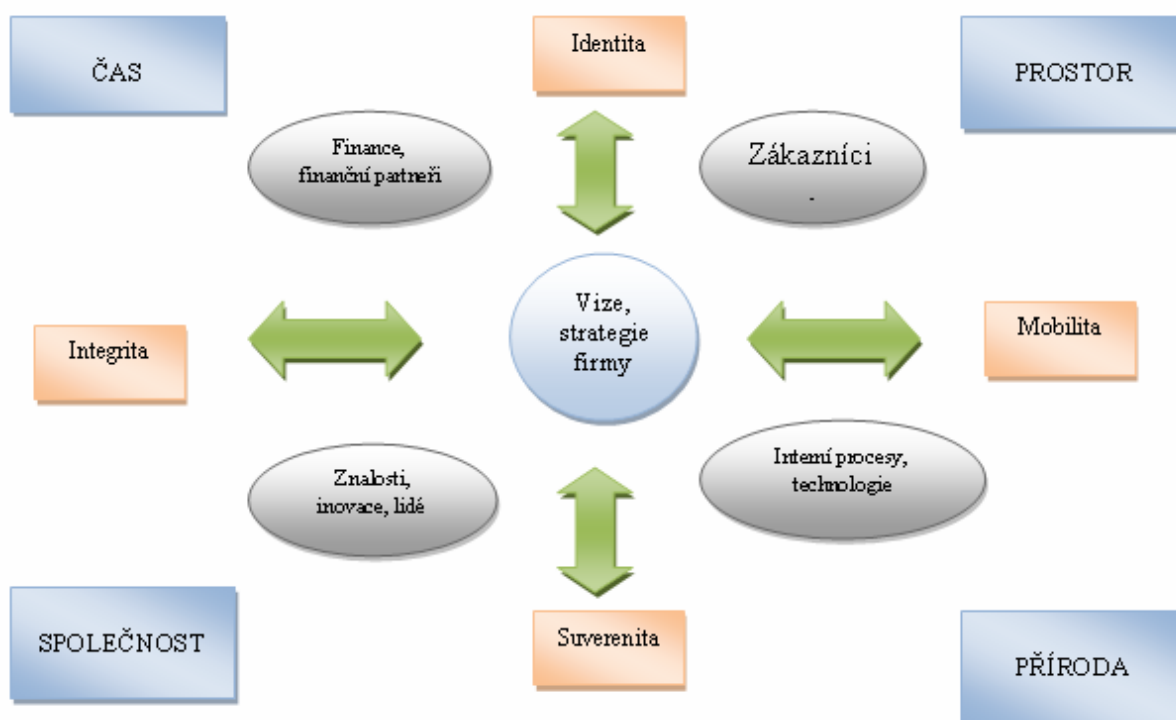 ČAS
Identita
PROSTOR
Finance,
finanční partneři
Zákazníci
.
Vize,
strategie
firmy
Integrita
Mobilita
Znalosti,
inovace, lidé
Interní procesy,
technologie
SPOLEČNOST
Suverenita
PŘÍRODA